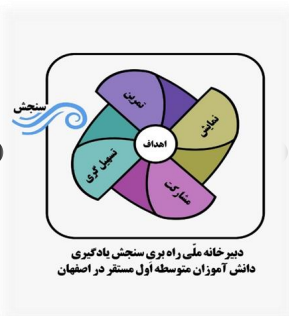 سنجش
تمرین
نمایش
اهداف
تسهیل گری
مشارکت
دبیرخانه ملّی راه بری سنجش یادگیری
دانش آموزان متوسطه اول مستقر در اصفهان